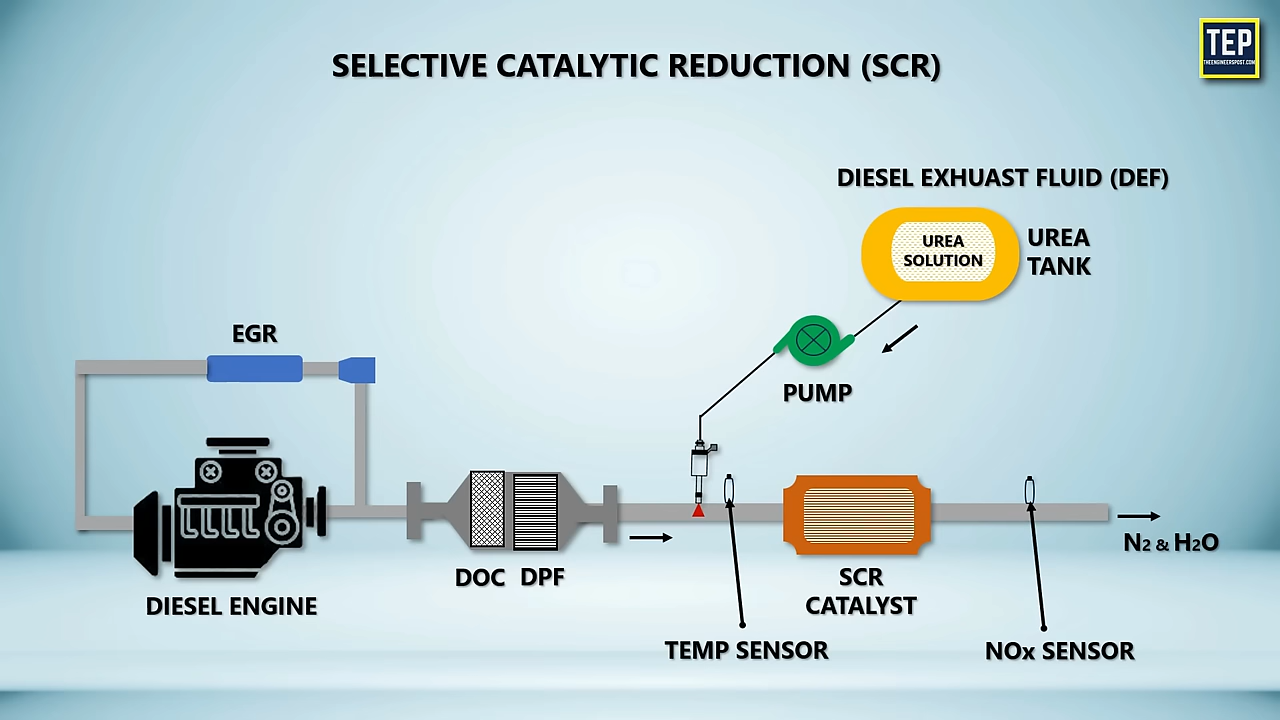 TEP
THEENGINEERSPOST.COM
SELECTIVE CATALYTIC REDUCTION (SCR)
DIESEL EXHUAST FLUID (DEF)
UREA
SOLUTION
UREA
TANK
EGR
PUMP
N2 & H2O
DOC DPF
SCR
CATALYST
DIESEL ENGINE
TEMP SENSOR
NOx SENSOR